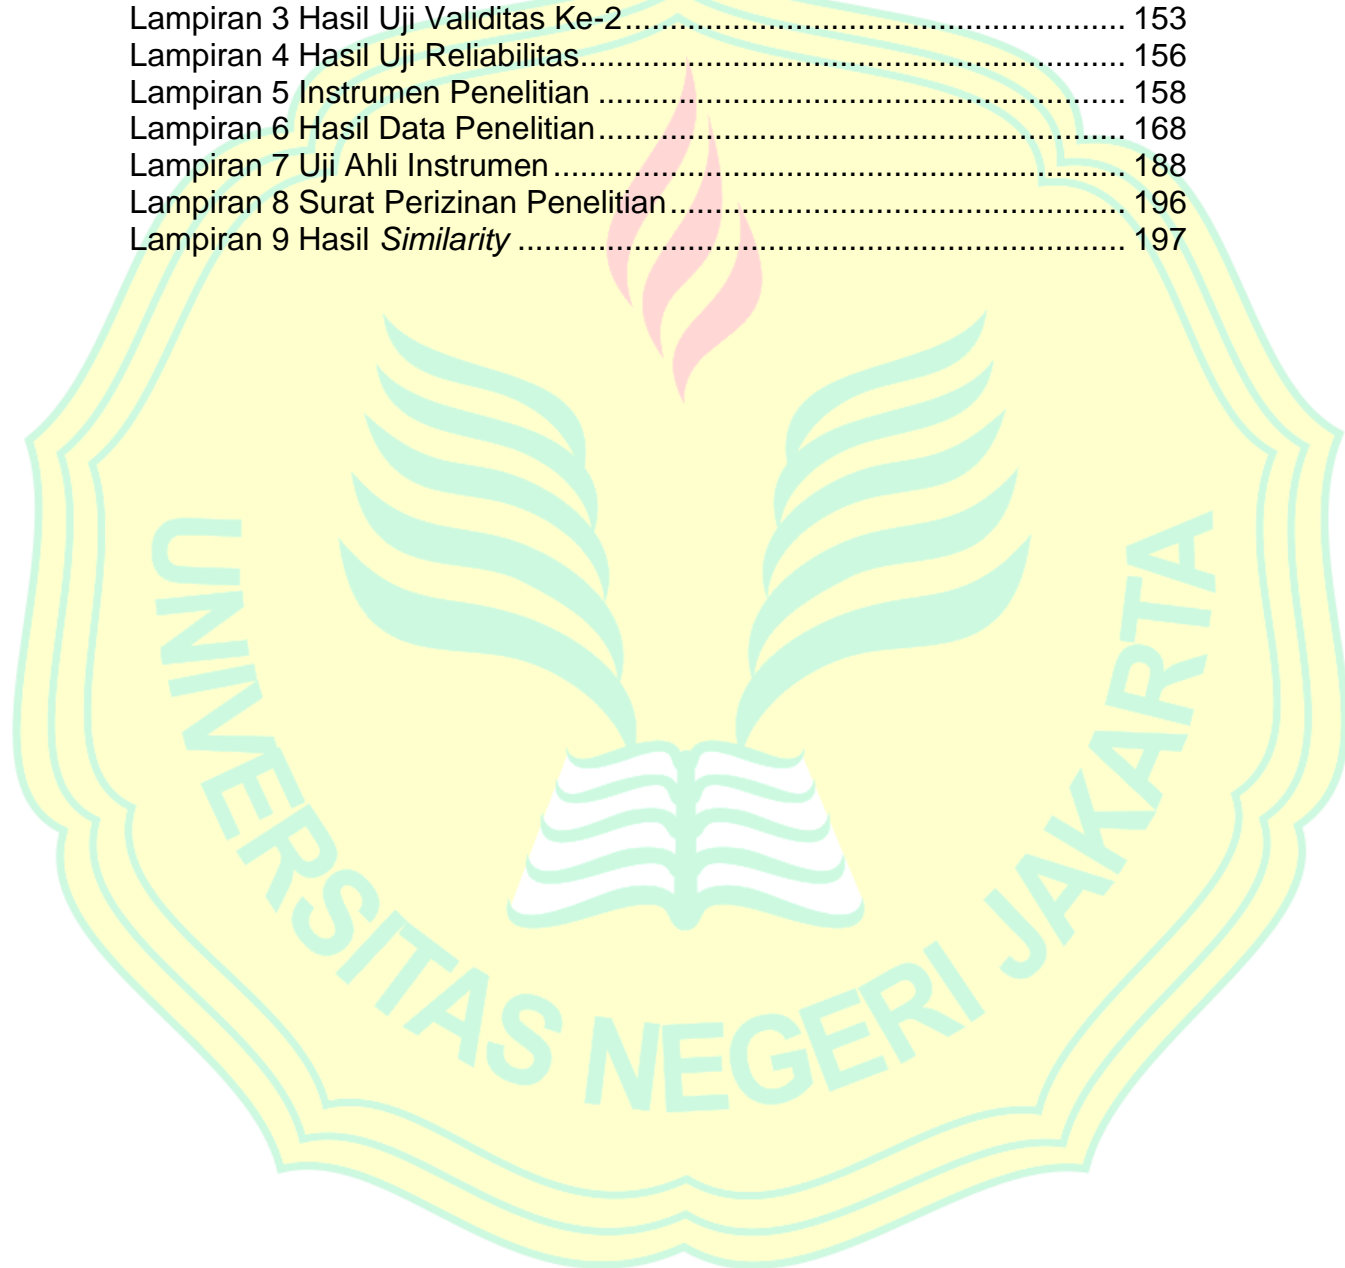 Lampiran 3 Hasil Uji Validitas Ke-2........................................................ 153
Lampiran 4 Hasil Uji Reliabilitas............................................................. 156
Lampiran 5 Instrumen Penelitian ........................................................... 158
Lampiran 6 Hasil Data Penelitian........................................................... 168
Lampiran 7 Uji Ahli Instrumen................................................................ 188
Lampiran 8 Surat Perizinan Penelitian................................................... 196
Lampiran 9 Hasil Similarity .................................................................... 197
UNIVERSITAS NEGERI JAKARTA